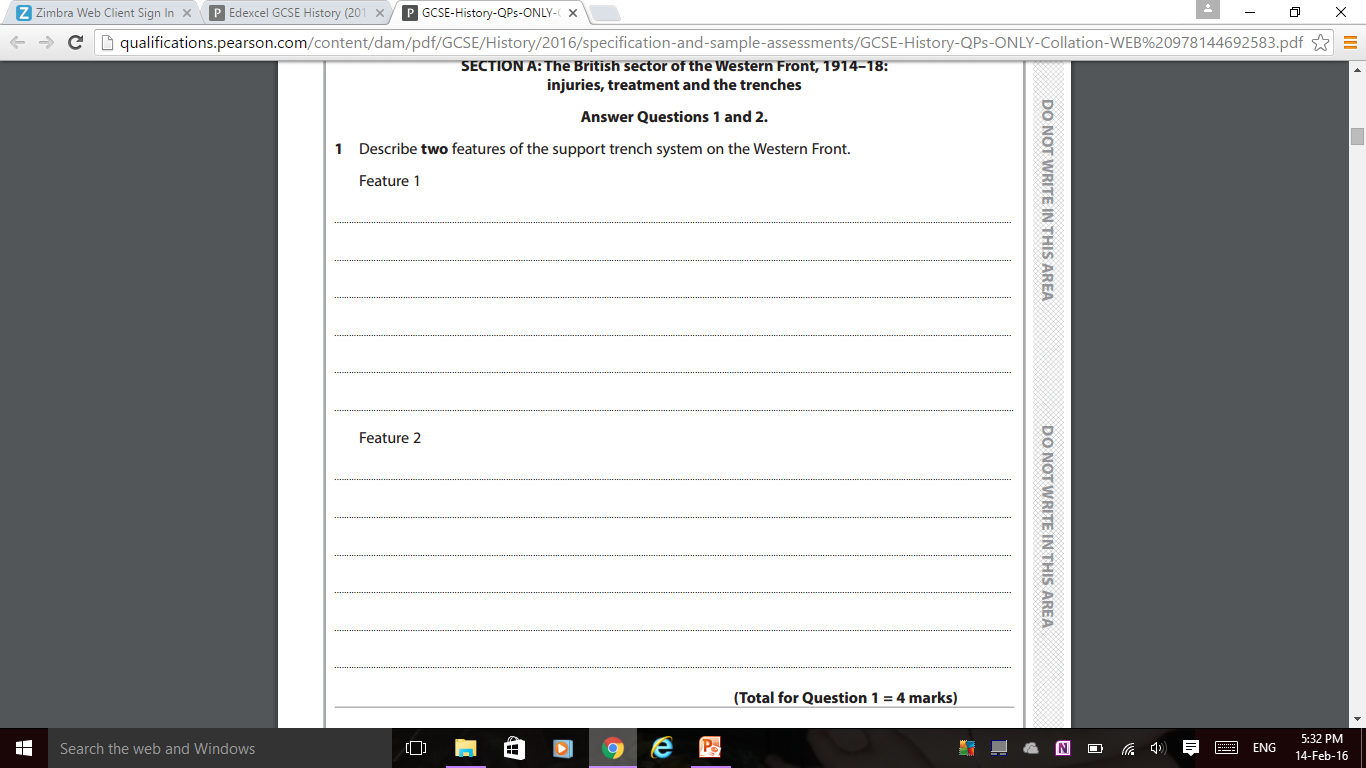 Zimbra Web Client Sign In
Edexcel GCSE History (201
GCSE-History-QPs-ONLY-C
qualifications.pearson.com/content/dam/pdf/GCSE/History/2016/specification-and-sample-assessments/GCSE-History-QPs-ONLY-Collation-WEB%20978144692583.pdf
SECTION A: The British sector of the Western Front, 1914–18:
injuries, treatment and the trenches
Answer Questions 1 and 2.
1 Describe two features of the support trench system on the Western Front.
Feature 1
Feature 2
(Total for Question 1 = 4 marks)
DO NOT WRITE IN THIS AREA
DO NOT WRITE IN THIS AREA
Search the web and Windows
ENG
5:32 PM
14-Feb-16